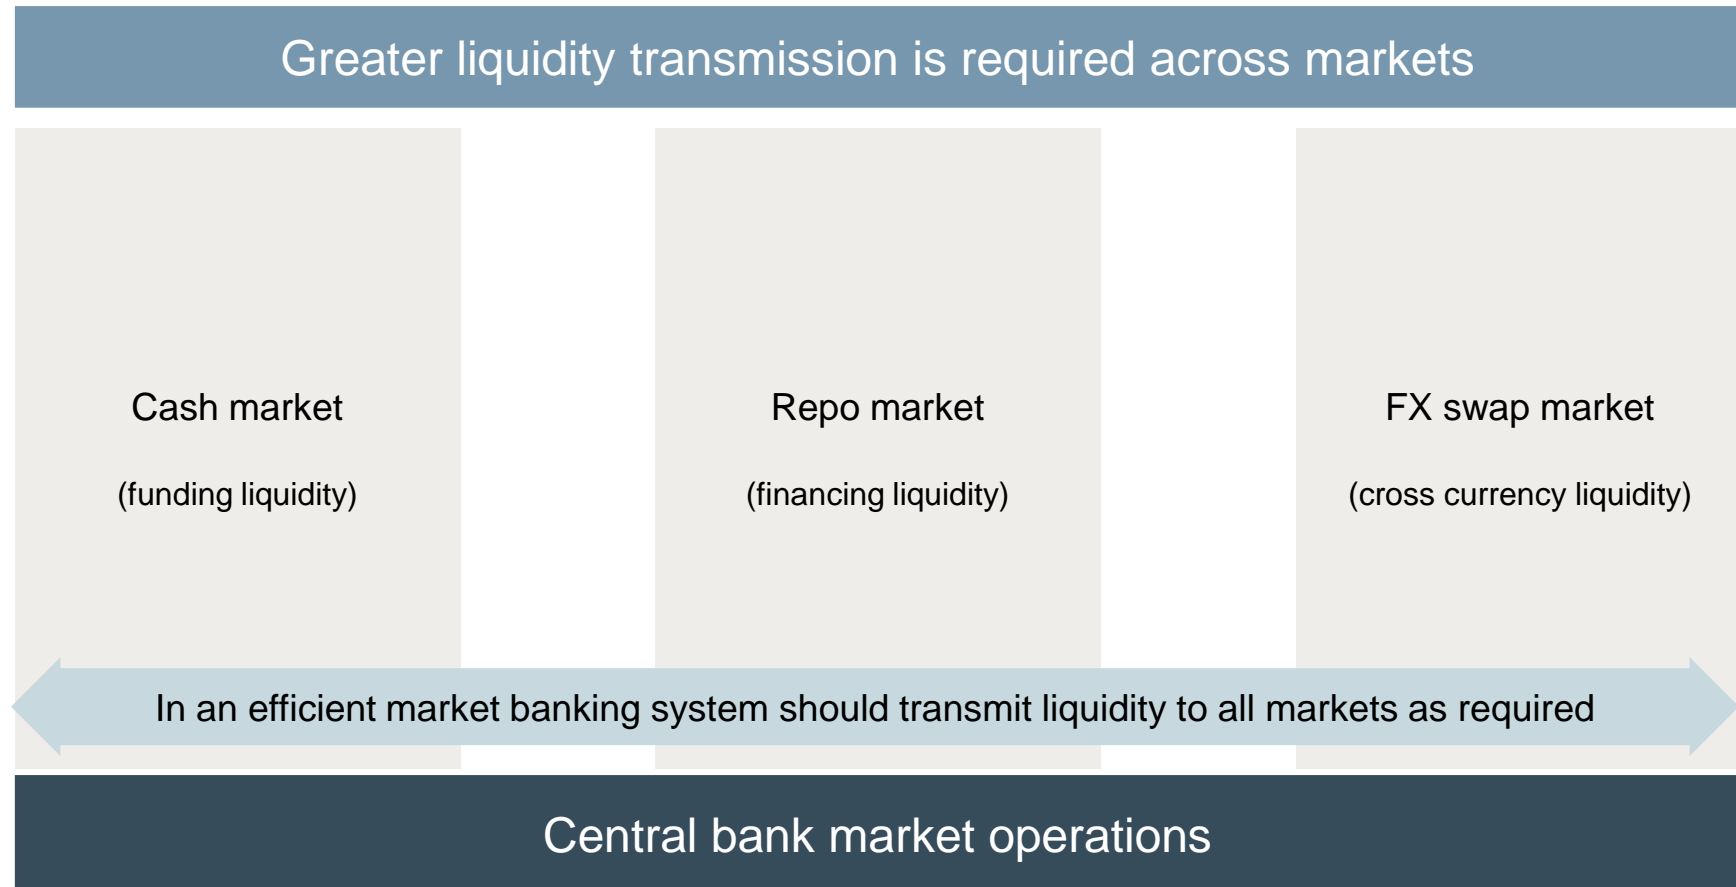 Greater liquidity transmission is required across markets
Cash market
(funding liquidity)
Repo market
(financing liquidity)
FX swap market
(cross currency liquidity)
In an efficient market banking system should transmit liquidity to all markets as required
Central bank market operations